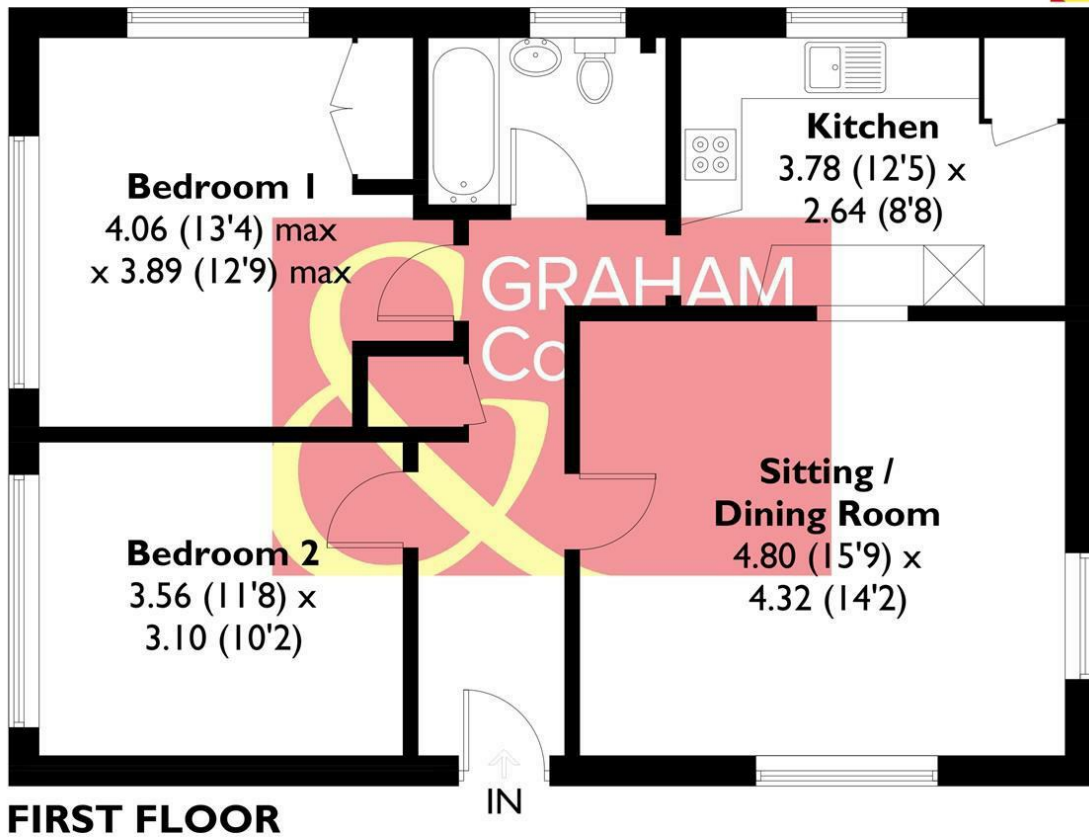 Bedroom 1
4.06 (13'4) max
x 3.89 (12'9) max
Kitchen
3.78 (12'5) x
2.64 (8'8)
& GRAHAM
Co
Bedroom 2
3.56 (11'8) x
3.10 (10'2)
Sitting /
Dining Room
4.80 (15'9) x
4.32 (14'2)
IN
FIRST FLOOR